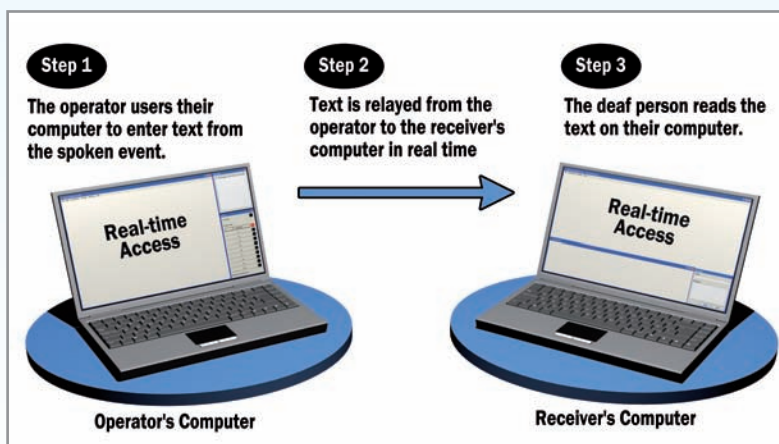 Step 1
The operator users their
computer to enter text from
the spoken event.
Step 2
Text is relayed from the
operator to the receiver's
computer in real time
Step 3
The deaf person reads the
text on their computer.
Real-time
Access
Real-time
Access
Operator's Computer
Receiver's Computer